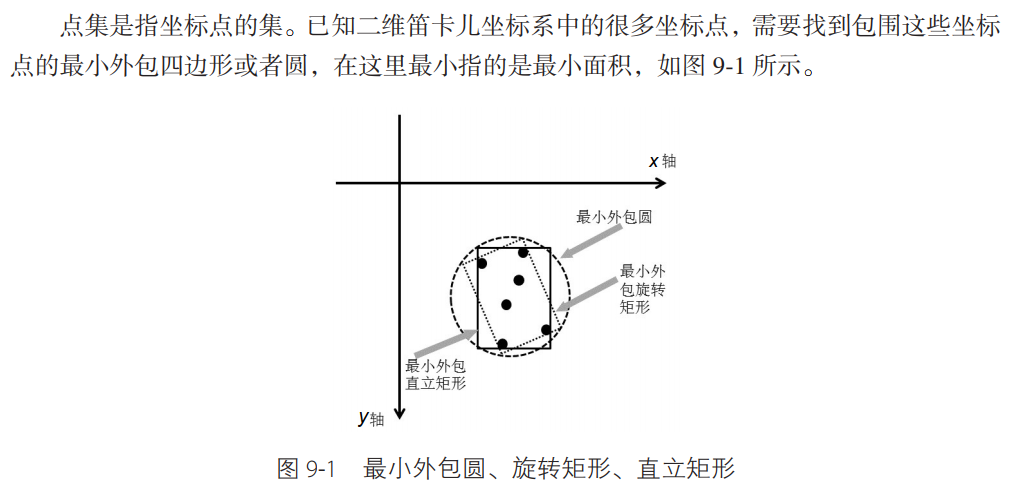 点集是指坐标点的集。已知二维笛卡儿坐标系中的很多坐标点，需要找到包围这些坐标
点的最小外包四边形或者圆，在这里最小指的是最小面积，如图 9-1 所示。
x 轴
最小外包圆
最小外
包旋转
矩形
最小外包
直立矩形
y轴
图 9-1 最小外包圆、旋转矩形、直立矩形